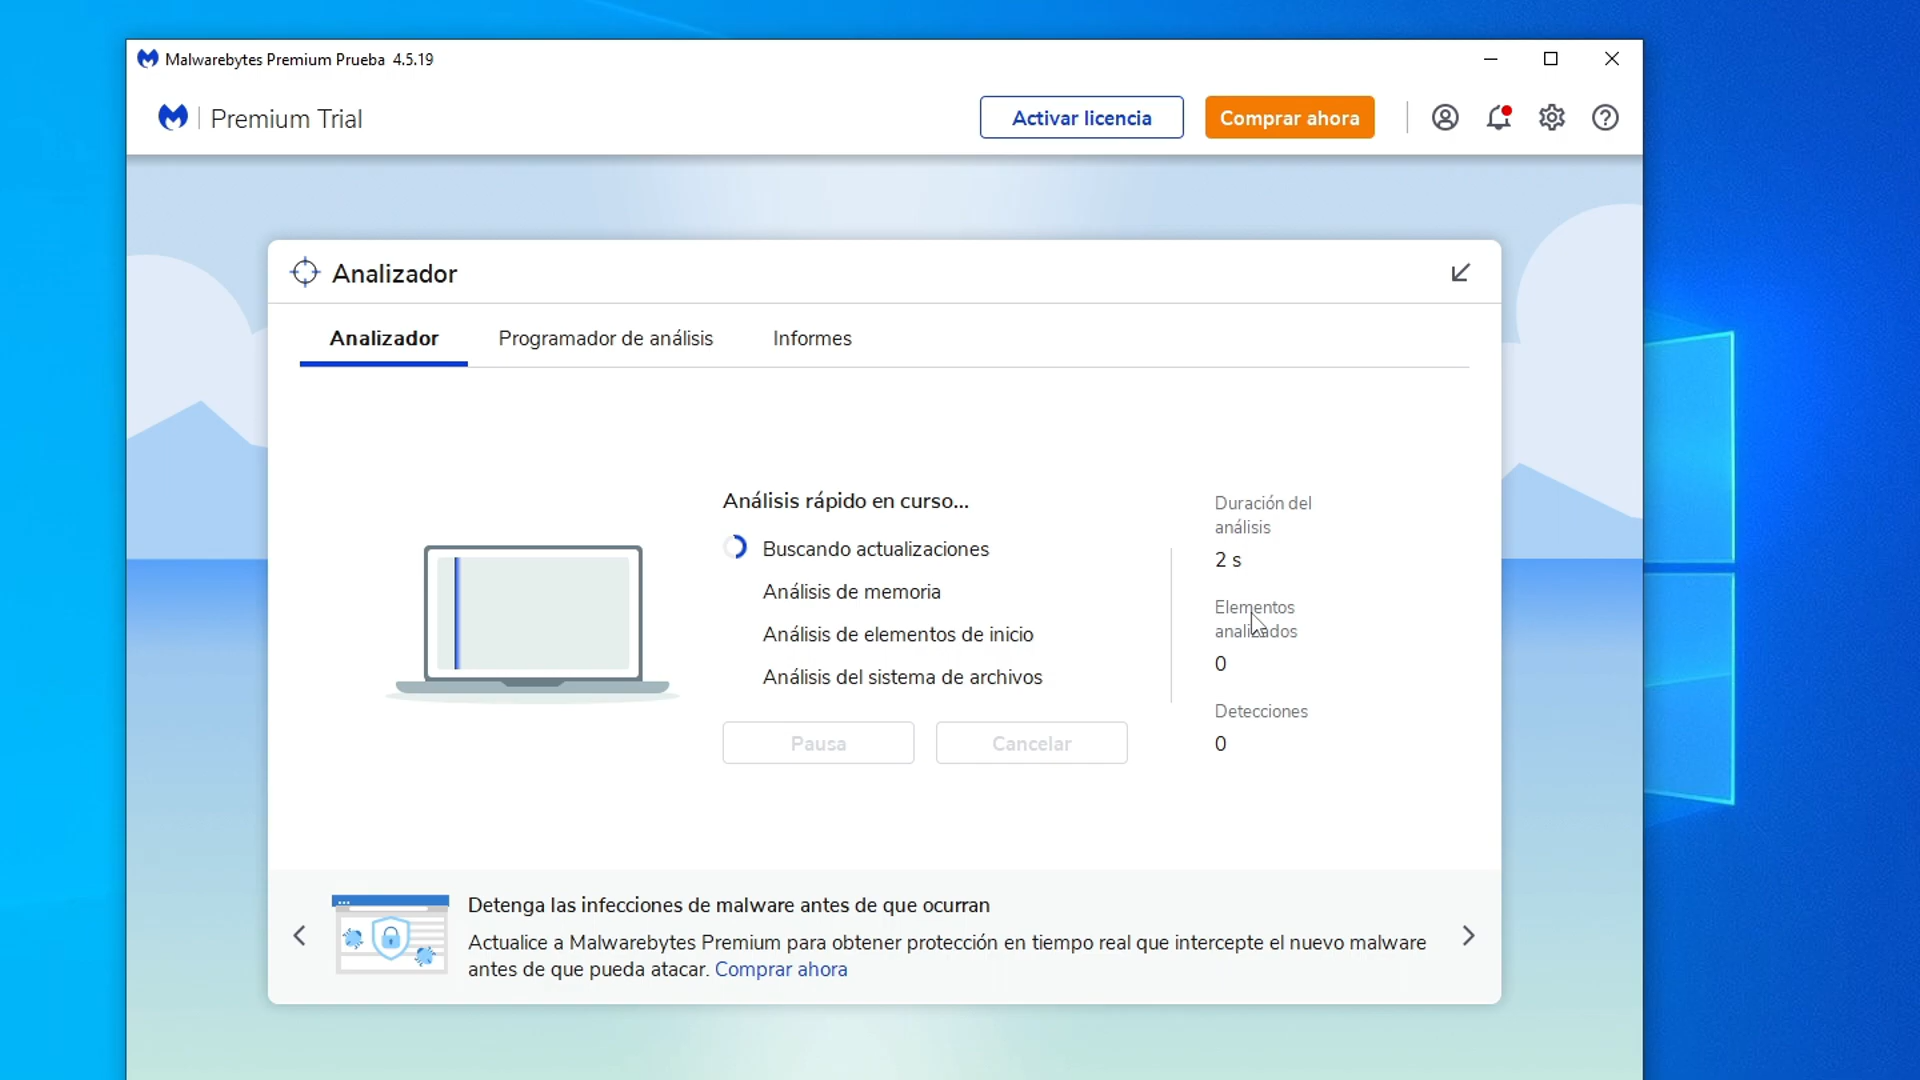 Malwarebytes Premium Prueba 4.5.19
Premium Trial
Activar licencia
Comprar ahora
Analizador
Analizador
Programador de análisis
Informes
Análisis rápido en curso...
Buscando actualizaciones
Análisis de memoria
Análisis de elementos de inicio
Análisis del sistema de archivos
Pausa
Cancelar
Duración del
análisis
2 s
Elementos
analizados
0
Detecciones
0
Detenga las infecciones de malware antes de que ocurran
Actualice a Malwarebytes Premium para obtener protección en tiempo real que intercepte el nuevo malware
antes de que pueda atacar. Comprar ahora